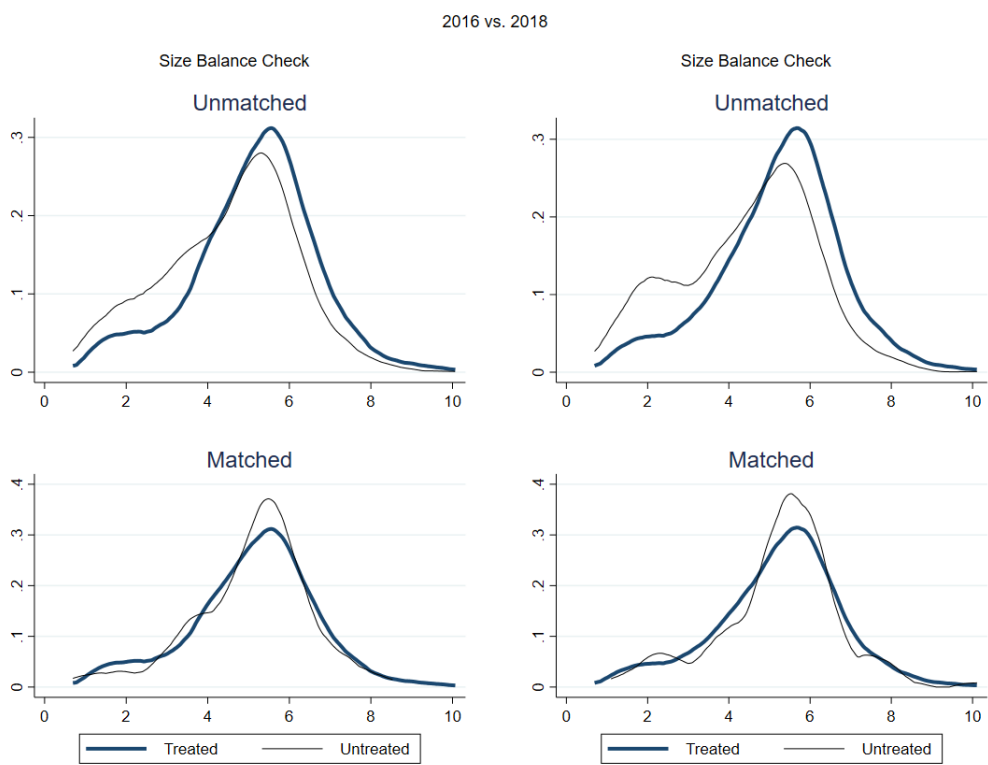 2016 vs. 2018
Size Balance Check
Unmatched
.3
.2
.1
0
0 2 4 6 8 10
Matched
.4
.3
.2
.1
0
0 2 4 6 8 10
Treated Untreated
Size Balance Check
Unmatched
.3
.2
.1
0
0 2 4 6 8 10
Matched
.4
.3
.2
.1
0
0 2 4 6 8 10
Treated Untreated